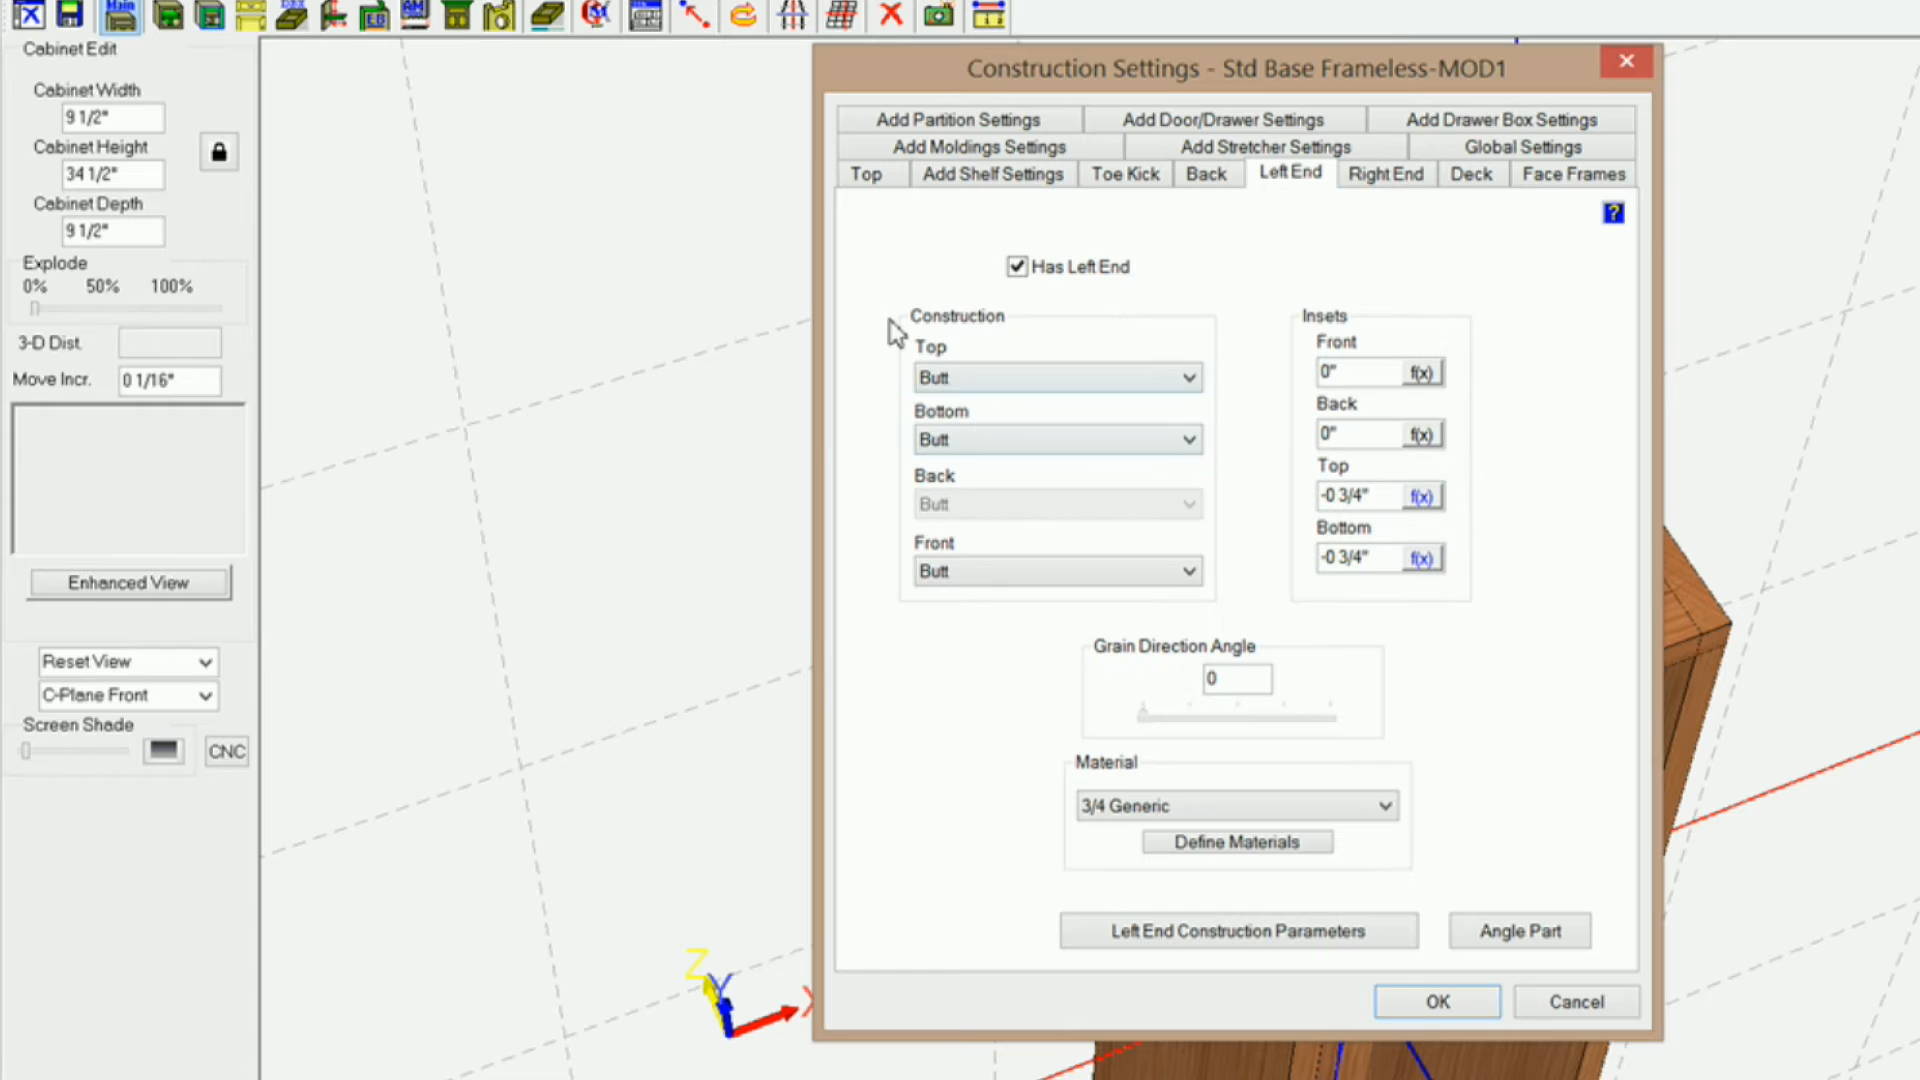 Main
EB
AM
Cabinet Edit
Cabinet Width
9 1/2"
Cabinet Height
34 1/2"
Cabinet Depth
9 1/2"
Explode
0% 50% 100%
3-D Dist.
Move Incr. 0 1/16"
Enhanced View
Reset View
C-Plane Front
Screen Shade
CNC
Z
Y
X
Construction Settings - Std Base Frameless-MOD1
Add Partition Settings Add Door/Drawer Settings Add Drawer Box Settings
Add Moldings Settings Add Stretcher Settings Global Settings
Top Add Shelf Settings Toe Kick Back Left End Right End Deck Face Frames
?
Has Left End
Construction
Top
Butt
Bottom
Butt
Back
Butt
Front
Butt
Insets
Front
0" f(x)
Back
0" f(x)
Top
-0 3/4" f(x)
Bottom
-0 3/4" f(x)
Grain Direction Angle
0
Material
3/4 Generic
Define Materials
Left End Construction Parameters Angle Part
OK Cancel